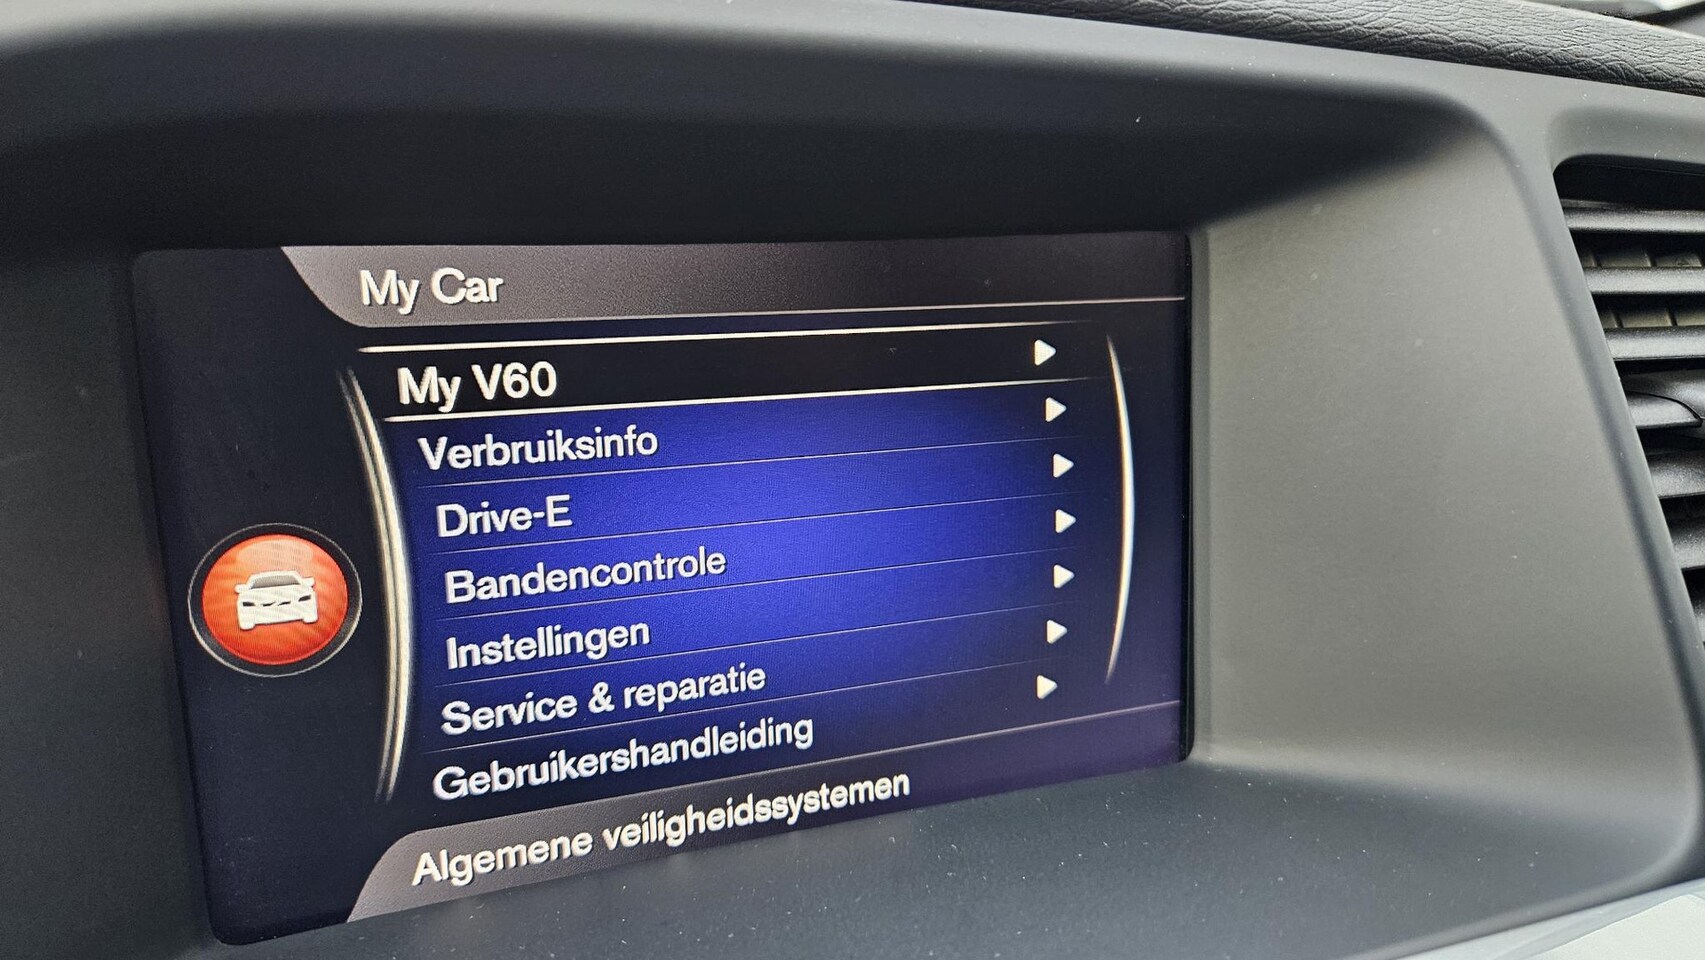 My Car
My V60
Verbruiksinfo
Drive-E
Bandencontrole
Instellingen
Service & reparatie
Gebruikershandleiding
Algemene veiligheidssystemen